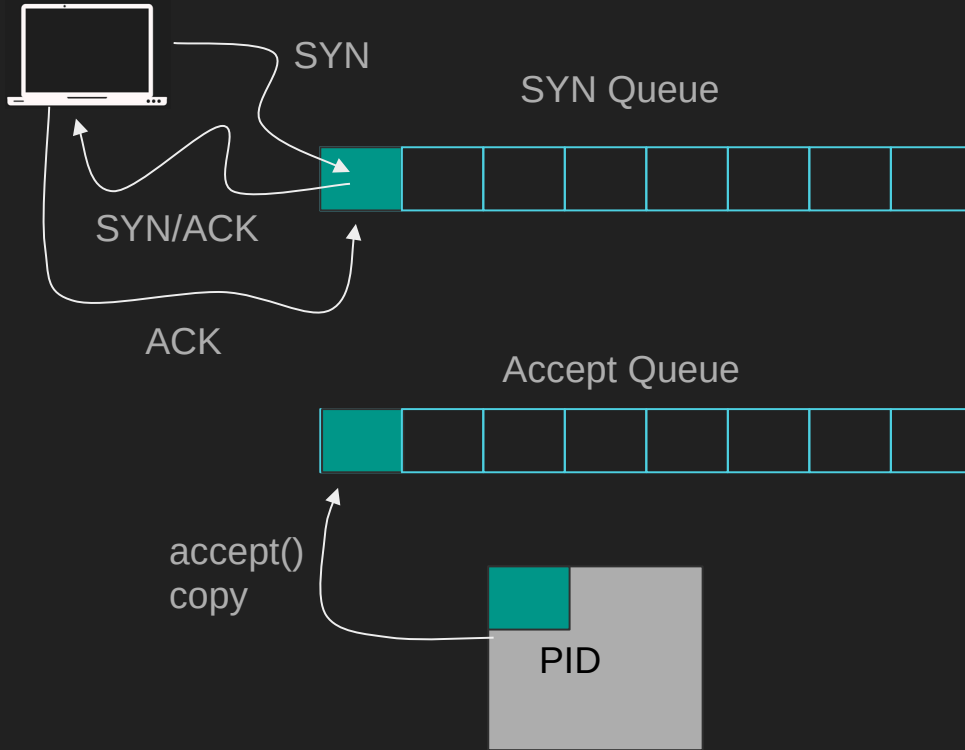 SYN
SYN Queue
SYN/ACK
ACK
Accept Queue
accept()
copy
PID